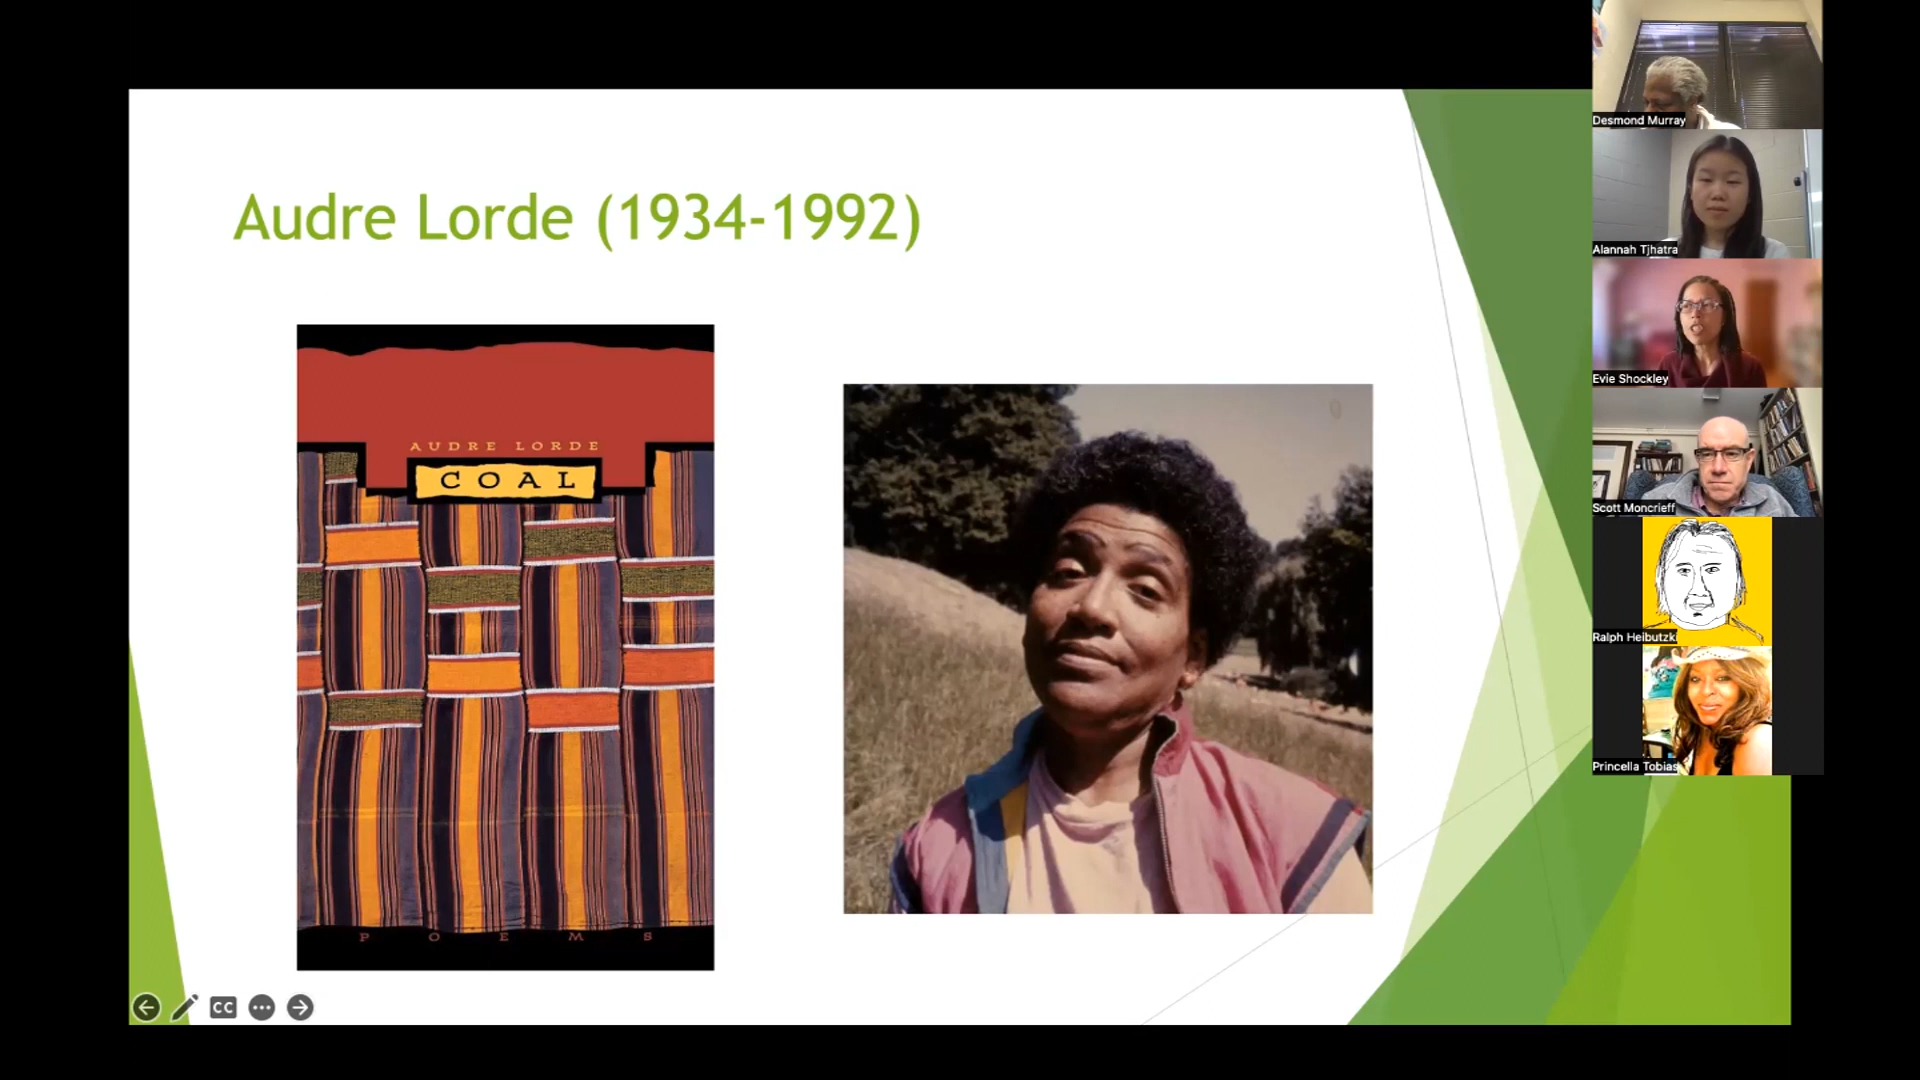 Audre Lorde (1934-1992)
AUDRE LORDE
COAL
POEMS
CC
Desmond Murray
Alannah Tjhatra
Evie Shockley
Scott Moncrieff
Ralph Heibutzki
Princella Tobias